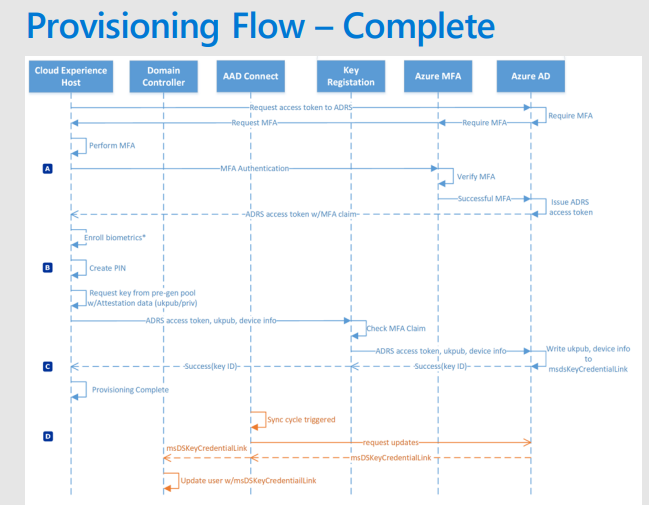 Provisioning Flow – Complete
Cloud Experience
Host
Domain
Controller
AAD Connect
Key
Registation
Azure MFA
Azure AD
Request access token to ADRS
Require MFA
Request MFA
Require MFA
Perform MFA
A
MFA Authentication
Verify MFA
Successful MFA
Issue ADRS
access token
ADRS access token w/MFA claim
Enroll biometrics*
B
Create PIN
Request key from pre-gen pool
w/Attestation data (ukpub/priv)
ADRS access token, ukpub, device info
Check MFA Claim
ADRS access token, ukpub, device info
Write ukpub, device info
to
msdsKeyCredentialLink
C
Success(key ID)
Success(key ID)
Provisioning Complete
Sync cycle triggered
D
request updates
msDSKeyCredentialLink
msDSKeyCredentialLink
Update user w/msDSKeyCredentialLink